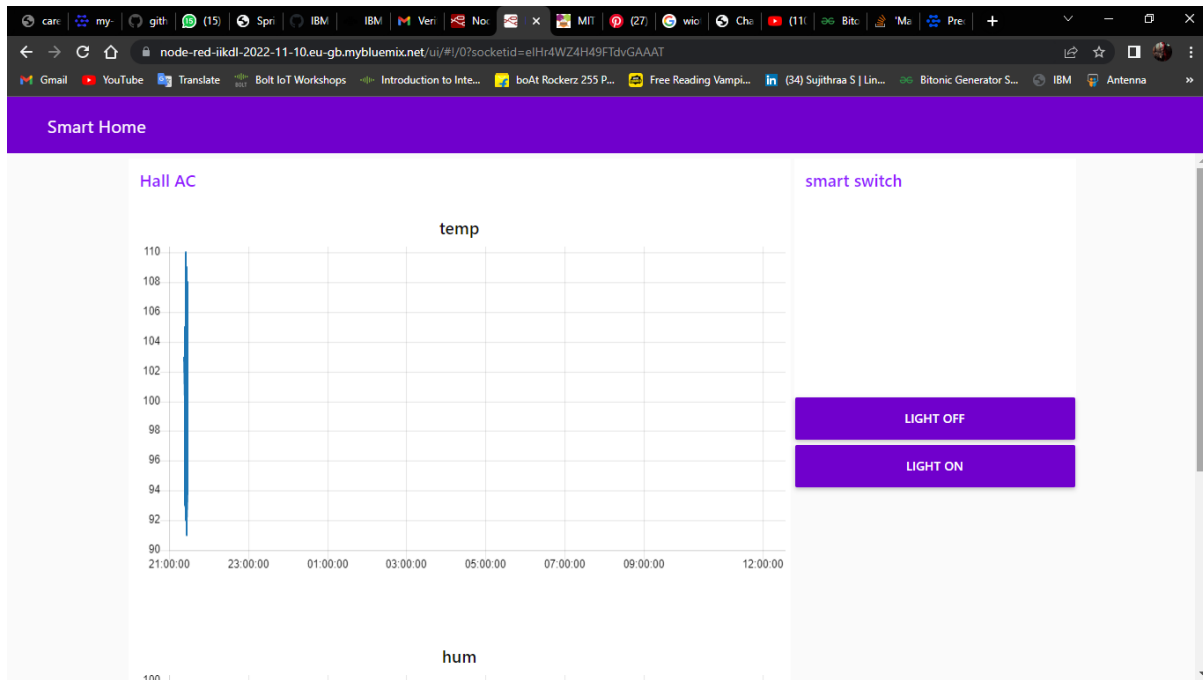 care
my-
gith
(15)
Spri
IBM
IBM
Veri
Noc
MIT
(27)
wior
Cha
(11(
Bitc
'Ma
Pre
node-red-iikdl-2022-11-10.eu-gb.mybluemix.net/ui/#!/0?socketid=eIHr4WZ4H49FTdvGAAAT
Gmail
YouTube
Translate
Bolt IoT Workshops
Introduction to Inte...
boAt Rockerz 255 P...
Free Reading Vampi...
(34) Sujithraa S | Lin...
Bitonic Generator S...
IBM
Antenna
»
Smart Home
Hall AC
temp
110
108
106
104
102
100
98
96
94
92
90
21:00:00 23:00:00 01:00:00 03:00:00 05:00:00 07:00:00 09:00:00 12:00:00
hum
100
smart switch
LIGHT OFF
LIGHT ON